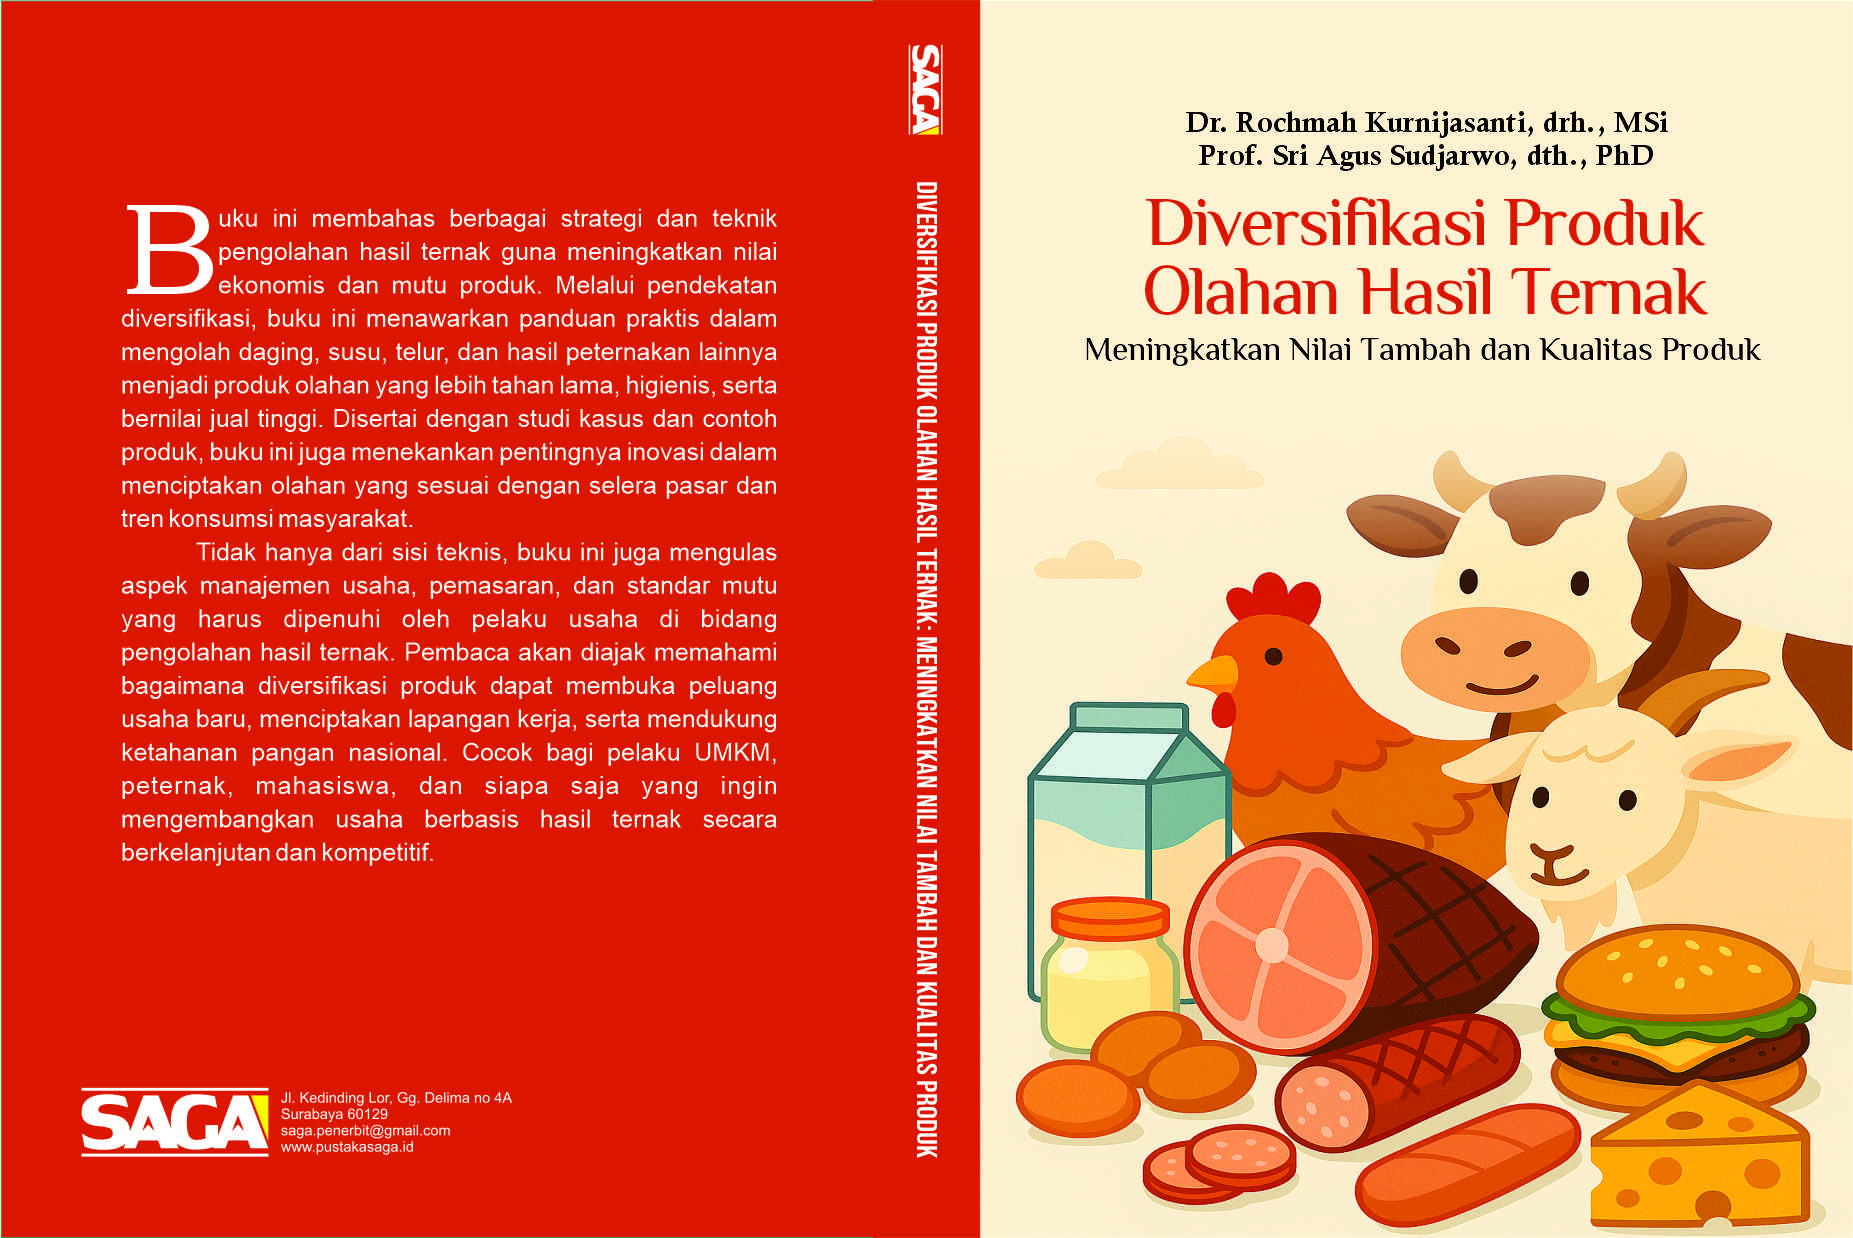 Buku ini membahas berbagai strategi dan teknik
pengolahan hasil ternak guna meningkatkan nilai
ekonomis dan mutu produk. Melalui pendekatan
diversifikasi, buku ini menawarkan panduan praktis dalam
mengolah daging, susu, telur, dan hasil peternakan lainnya
menjadi produk olahan yang lebih tahan lama, higienis, serta
bernilai jual tinggi. Disertai dengan studi kasus dan contoh
produk, buku ini juga menekankan pentingnya inovasi dalam
menciptakan olahan yang sesuai dengan selera pasar dan
tren konsumsi masyarakat.
Tidak hanya dari sisi teknis, buku ini juga mengulas
aspek manajemen usaha, pemasaran, dan standar mutu
yang harus dipenuhi oleh pelaku usaha di bidang
pengolahan hasil ternak. Pembaca akan diajak memahami
bagaimana diversifikasi produk dapat membuka peluang
usaha baru, menciptakan lapangan kerja, serta mendukung
ketahanan pangan nasional. Cocok bagi pelaku UMKM,
peternak, mahasiswa, dan siapa saja yang ingin
mengembangkan usaha berbasis hasil ternak secara
berkelanjutan dan kompetitif.
SAGA
Jl. Kedinding Lor, Gg. Delima no 4A
Surabaya 60129
saga.penerbit@gmail.com
www.pustakasaga.id
SAGA
DIVERSIFIKASI PRODUK OLAHAN HASIL TERNAK: MENINGKATKAN NILAI TAMBAH DAN KUALITAS PRODUK
Dr. Rochmah Kurnijasanti, drh., MSi
Prof. Sri Agus Sudjarwo, dth., PhD
Diversifikasi Produk
Olahan Hasil Ternak
Meningkatkan Nilai Tambah dan Kualitas Produk